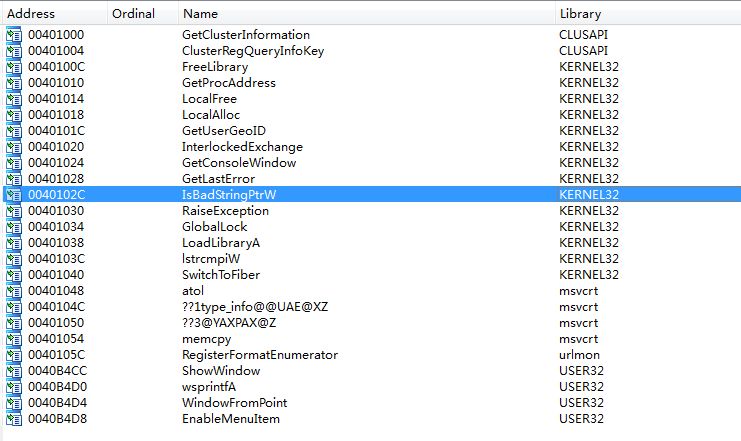 Address Ordinal Name Library
00401000 GetClusterInformation CLUSAPI
00401004 ClusterRegQueryInfoKey CLUSAPI
0040100C FreeLibrary KERNEL32
00401010 GetProcAddress KERNEL32
00401014 LocalFree KERNEL32
00401018 LocalAlloc KERNEL32
0040101C GetUserGeoID KERNEL32
00401020 InterlockedExchange KERNEL32
00401024 GetConsoleWindow KERNEL32
00401028 GetLastError KERNEL32
0040102C IsBadStringPtrW KERNEL32
00401030 RaiseException KERNEL32
00401034 GlobalLock KERNEL32
00401038 LoadLibraryA KERNEL32
0040103C lstrcmpiW KERNEL32
00401040 SwitchToFiber KERNEL32
00401048 atol msvcrt
0040104C ??1type_info@@UAE@XZ msvcrt
00401050 ??3@YAXPAX@Z msvcrt
00401054 memcpy msvcrt
0040105C RegisterFormatEnumerator urlmon
0040B4CC ShowWindow USER32
0040B4D0 wsprintfA USER32
0040B4D4 WindowFromPoint USER32
0040B4D8 EnableMenuItem USER32